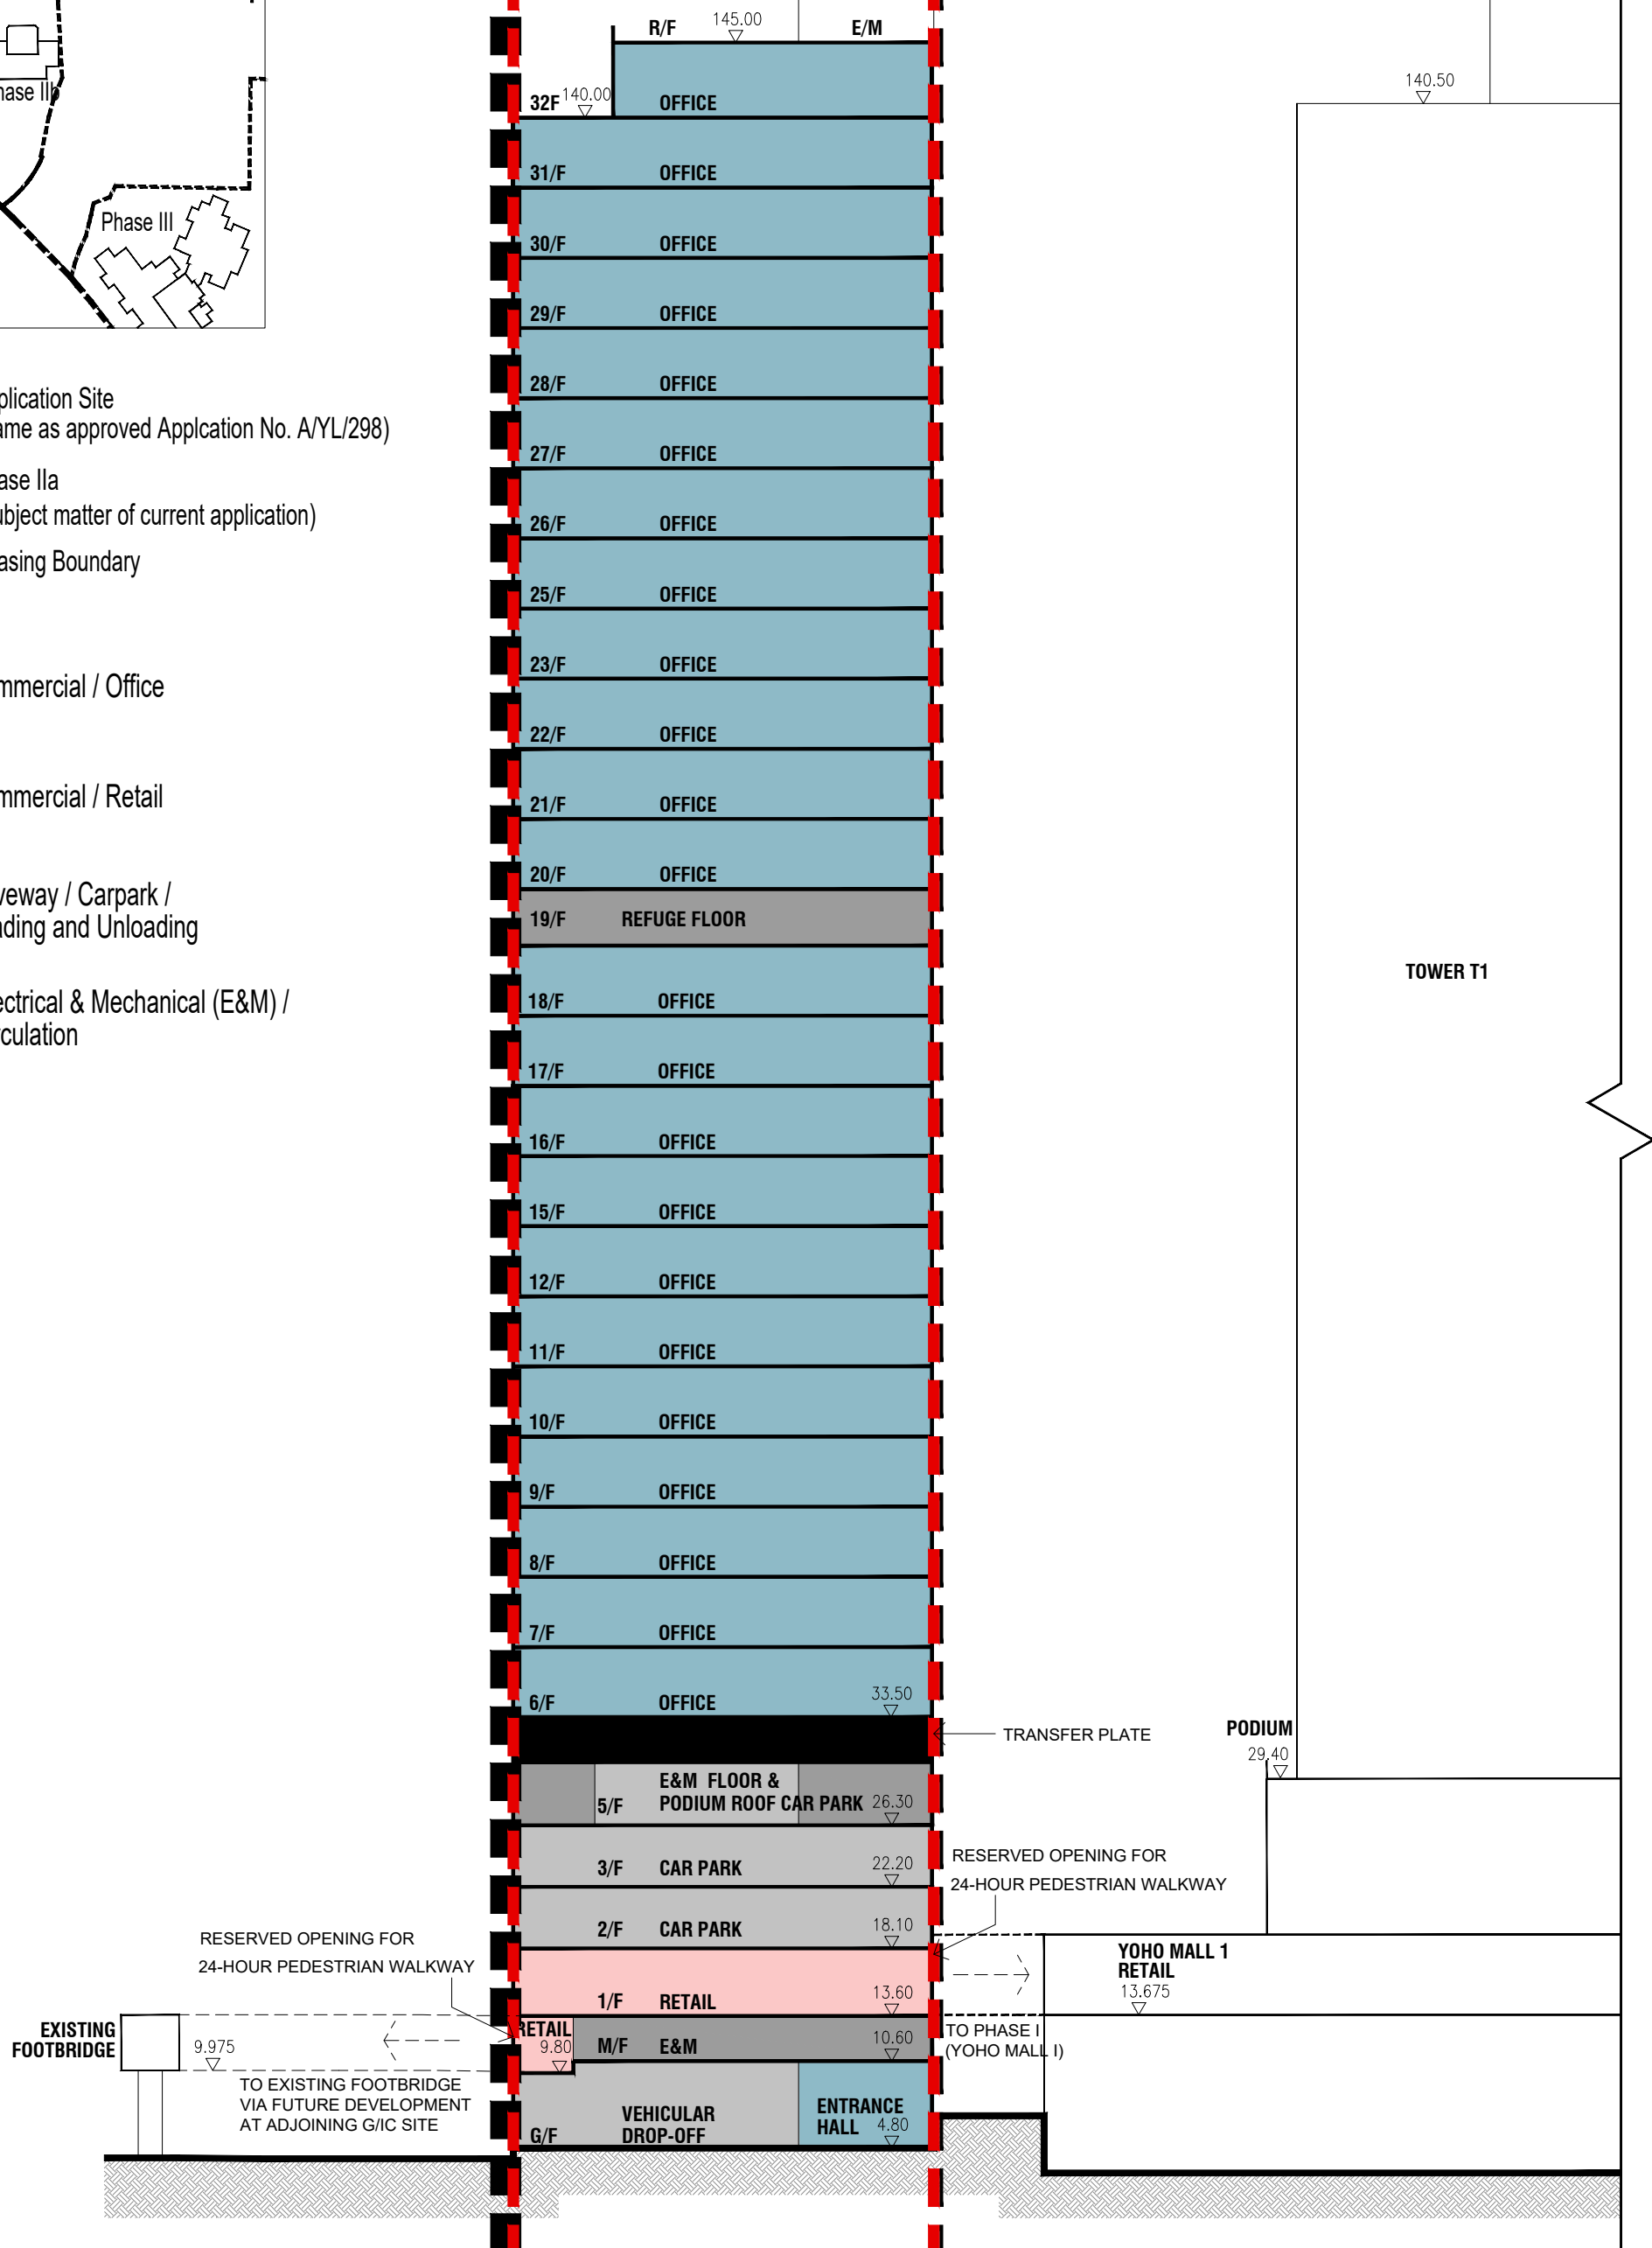 R/F
145.00
E/M
140.50
32F
140.00
OFFICE
31/F
OFFICE
30/F
OFFICE
29/F
OFFICE
28/F
OFFICE
27/F
OFFICE
26/F
OFFICE
25/F
OFFICE
23/F
OFFICE
22/F
OFFICE
21/F
OFFICE
20/F
OFFICE
19/F
REFUGE FLOOR
18/F
OFFICE
17/F
OFFICE
16/F
OFFICE
15/F
OFFICE
12/F
OFFICE
11/F
OFFICE
10/F
OFFICE
9/F
OFFICE
8/F
OFFICE
7/F
OFFICE
6/F
OFFICE
33.50
TRANSFER PLATE
E&M FLOOR &
5/F
PODIUM ROOF CAR PARK
26.30
3/F
CAR PARK
22.20
2/F
CAR PARK
18.10
1/F
RETAIL
13.60
RETAIL
9.80
M/F
E&M
10.60
G/F
VEHICULAR
DROP-OFF
ENTRANCE
HALL
4.80
hase IIb
Phase III
plication Site
ame as approved Applcation No. A/YL/298)
ase IIa
ubject matter of current application)
asing Boundary
mmercial / Office
mmercial / Retail
veway / Carpark /
ading and Unloading
ectrical & Mechanical (E&M) /
rculation
RESERVED OPENING FOR
24-HOUR PEDESTRIAN WALKWAY
EXISTING
FOOTBRIDGE
9.975
TO EXISTING FOOTBRIDGE
VIA FUTURE DEVELOPMENT
AT ADJOINING G/IC SITE
TOWER T1
PODIUM
29.40
RESERVED OPENING FOR
24-HOUR PEDESTRIAN WALKWAY
YOHO MALL 1
RETAIL
13.675
TO PHASE I
(YOHO MALL I)